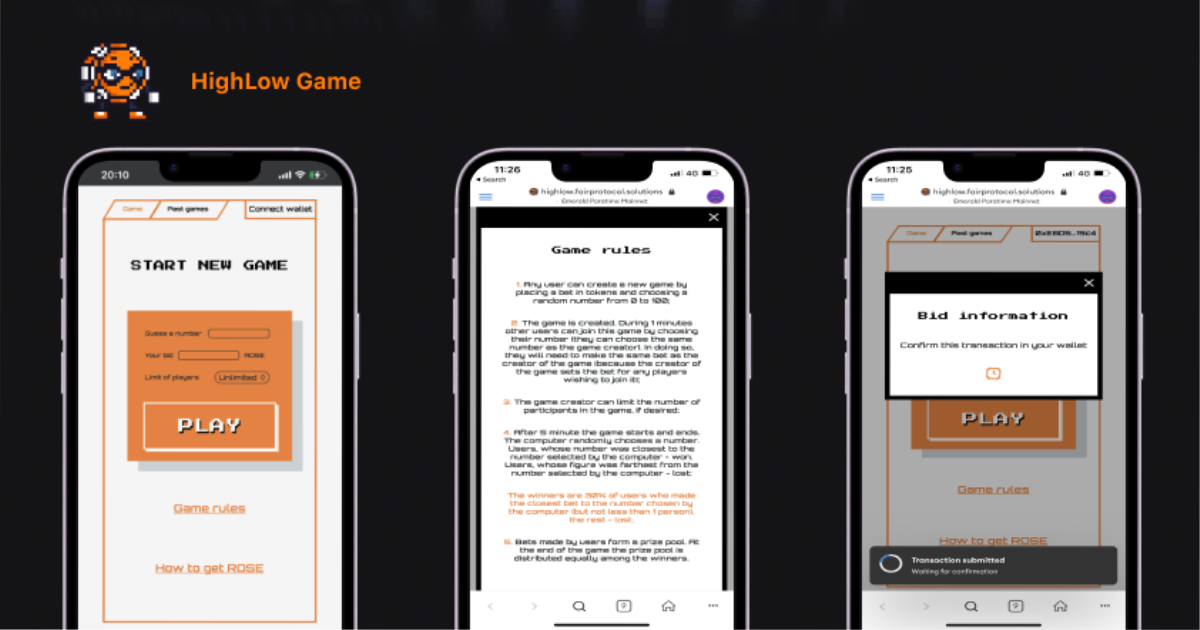 HighLow Game
20:10
Game
Past games
Connect wallet
START NEW GAME
Guess a number
Your bid
ROSE
Limit of players
Unlimited
PLAY
Game rules
How to get ROSE
11:26
4G
Search
highlow.fairprotocol.solutions
Emerald Paratime Mainnet
Game rules
1. Any user can create a new game by
placing a bet in tokens and choosing a
random number from 0 to 100;
2. The game is created. During 1 minutes
other users can join this game by choosing
their number (they can choose the same
number as the game creator). In doing so,
they will need to make the same bet as the
creator of the game (because the creator of
the game sets the bet for any players
wishing to join it);
3. The game creator can limit the number of
participants in the game, if desired;
4. After 5 minute the game starts and ends.
The computer randomly chooses a number.
Users, whose number was closest to the
number selected by the computer - won.
Users, whose figure was farthest from the
number selected by the computer - lost;
The winners are 30% of users who made
the closest bet to the number chosen by
the computer (but not less than 1 person),
the rest - lost.
5. Bets made by users form a prize pool. At
the end of the game the prize pool is
distributed equally among the winners.
11:25
4G
Search
highlow.fairprotocol.solutions
Emerald Paratime Mainnet
Game
Past games
Bid information
Confirm this transaction in your wallet
PLAY
Game rules
How to get ROSE
Transaction submitted
Waiting for confirmation